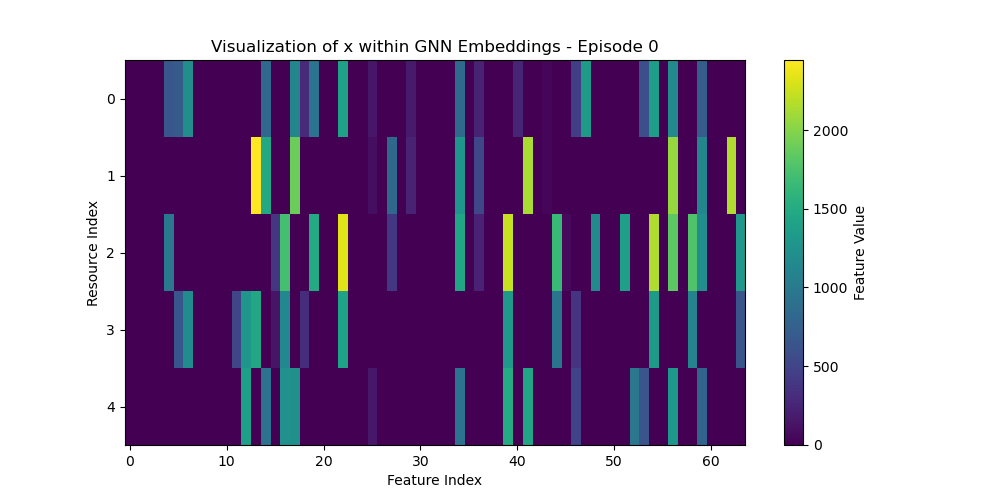 Visualization of x within GNN Embeddings - Episode 0
Resource Index
0
1
2
3
4
0 10 20 30 40 50 60
Feature Index
2000
1500
1000
500
0
Feature Value